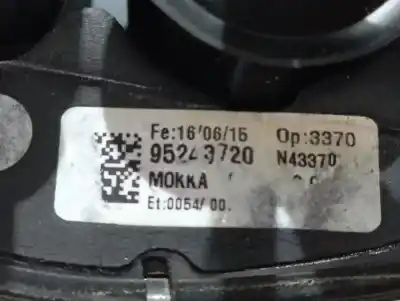 Fe:16/06/15 Op:3370
95243720 N43370
MOKKA
Et:0054/ 00.